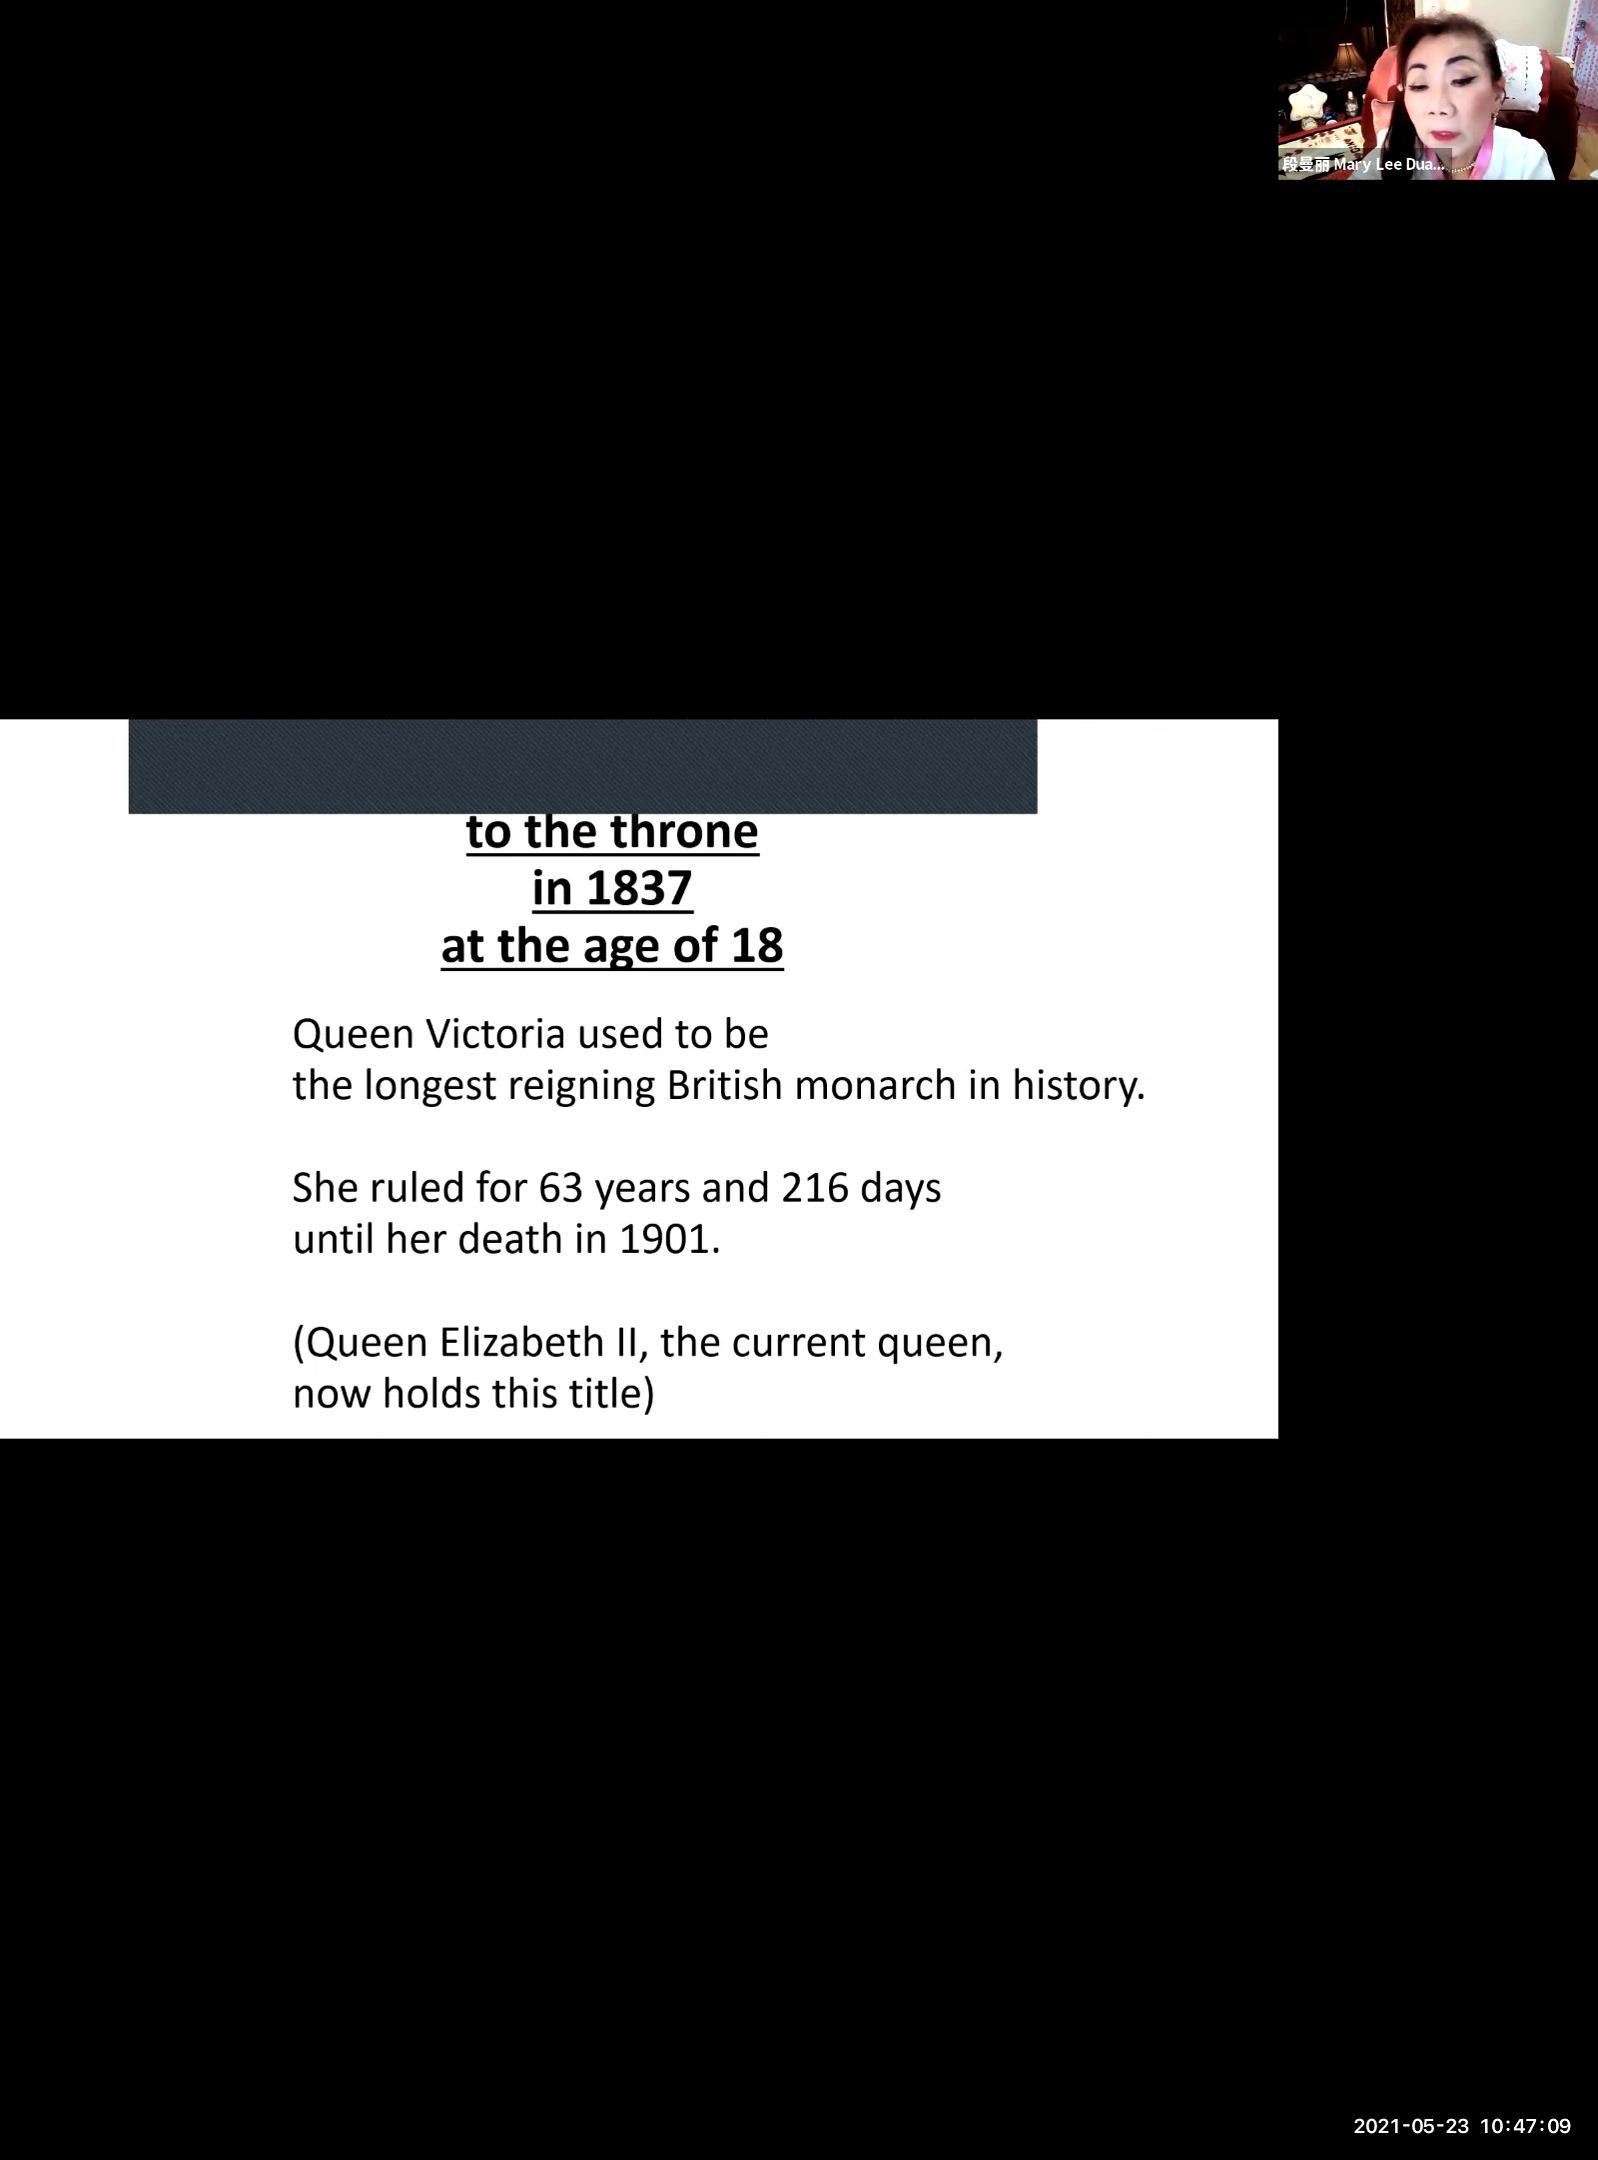 段曼丽 Mary Lee Dua...
to the throne
in 1837
at the age of 18
Queen Victoria used to be
the longest reigning British monarch in history.
She ruled for 63 years and 216 days
until her death in 1901.
(Queen Elizabeth II, the current queen,
now holds this title)
2021-05-23 10:47:09